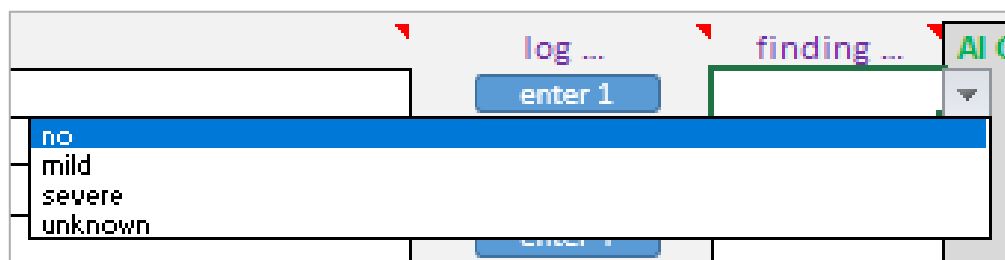 log ... finding ... AI
enter 1
no
mild
severe
unknown